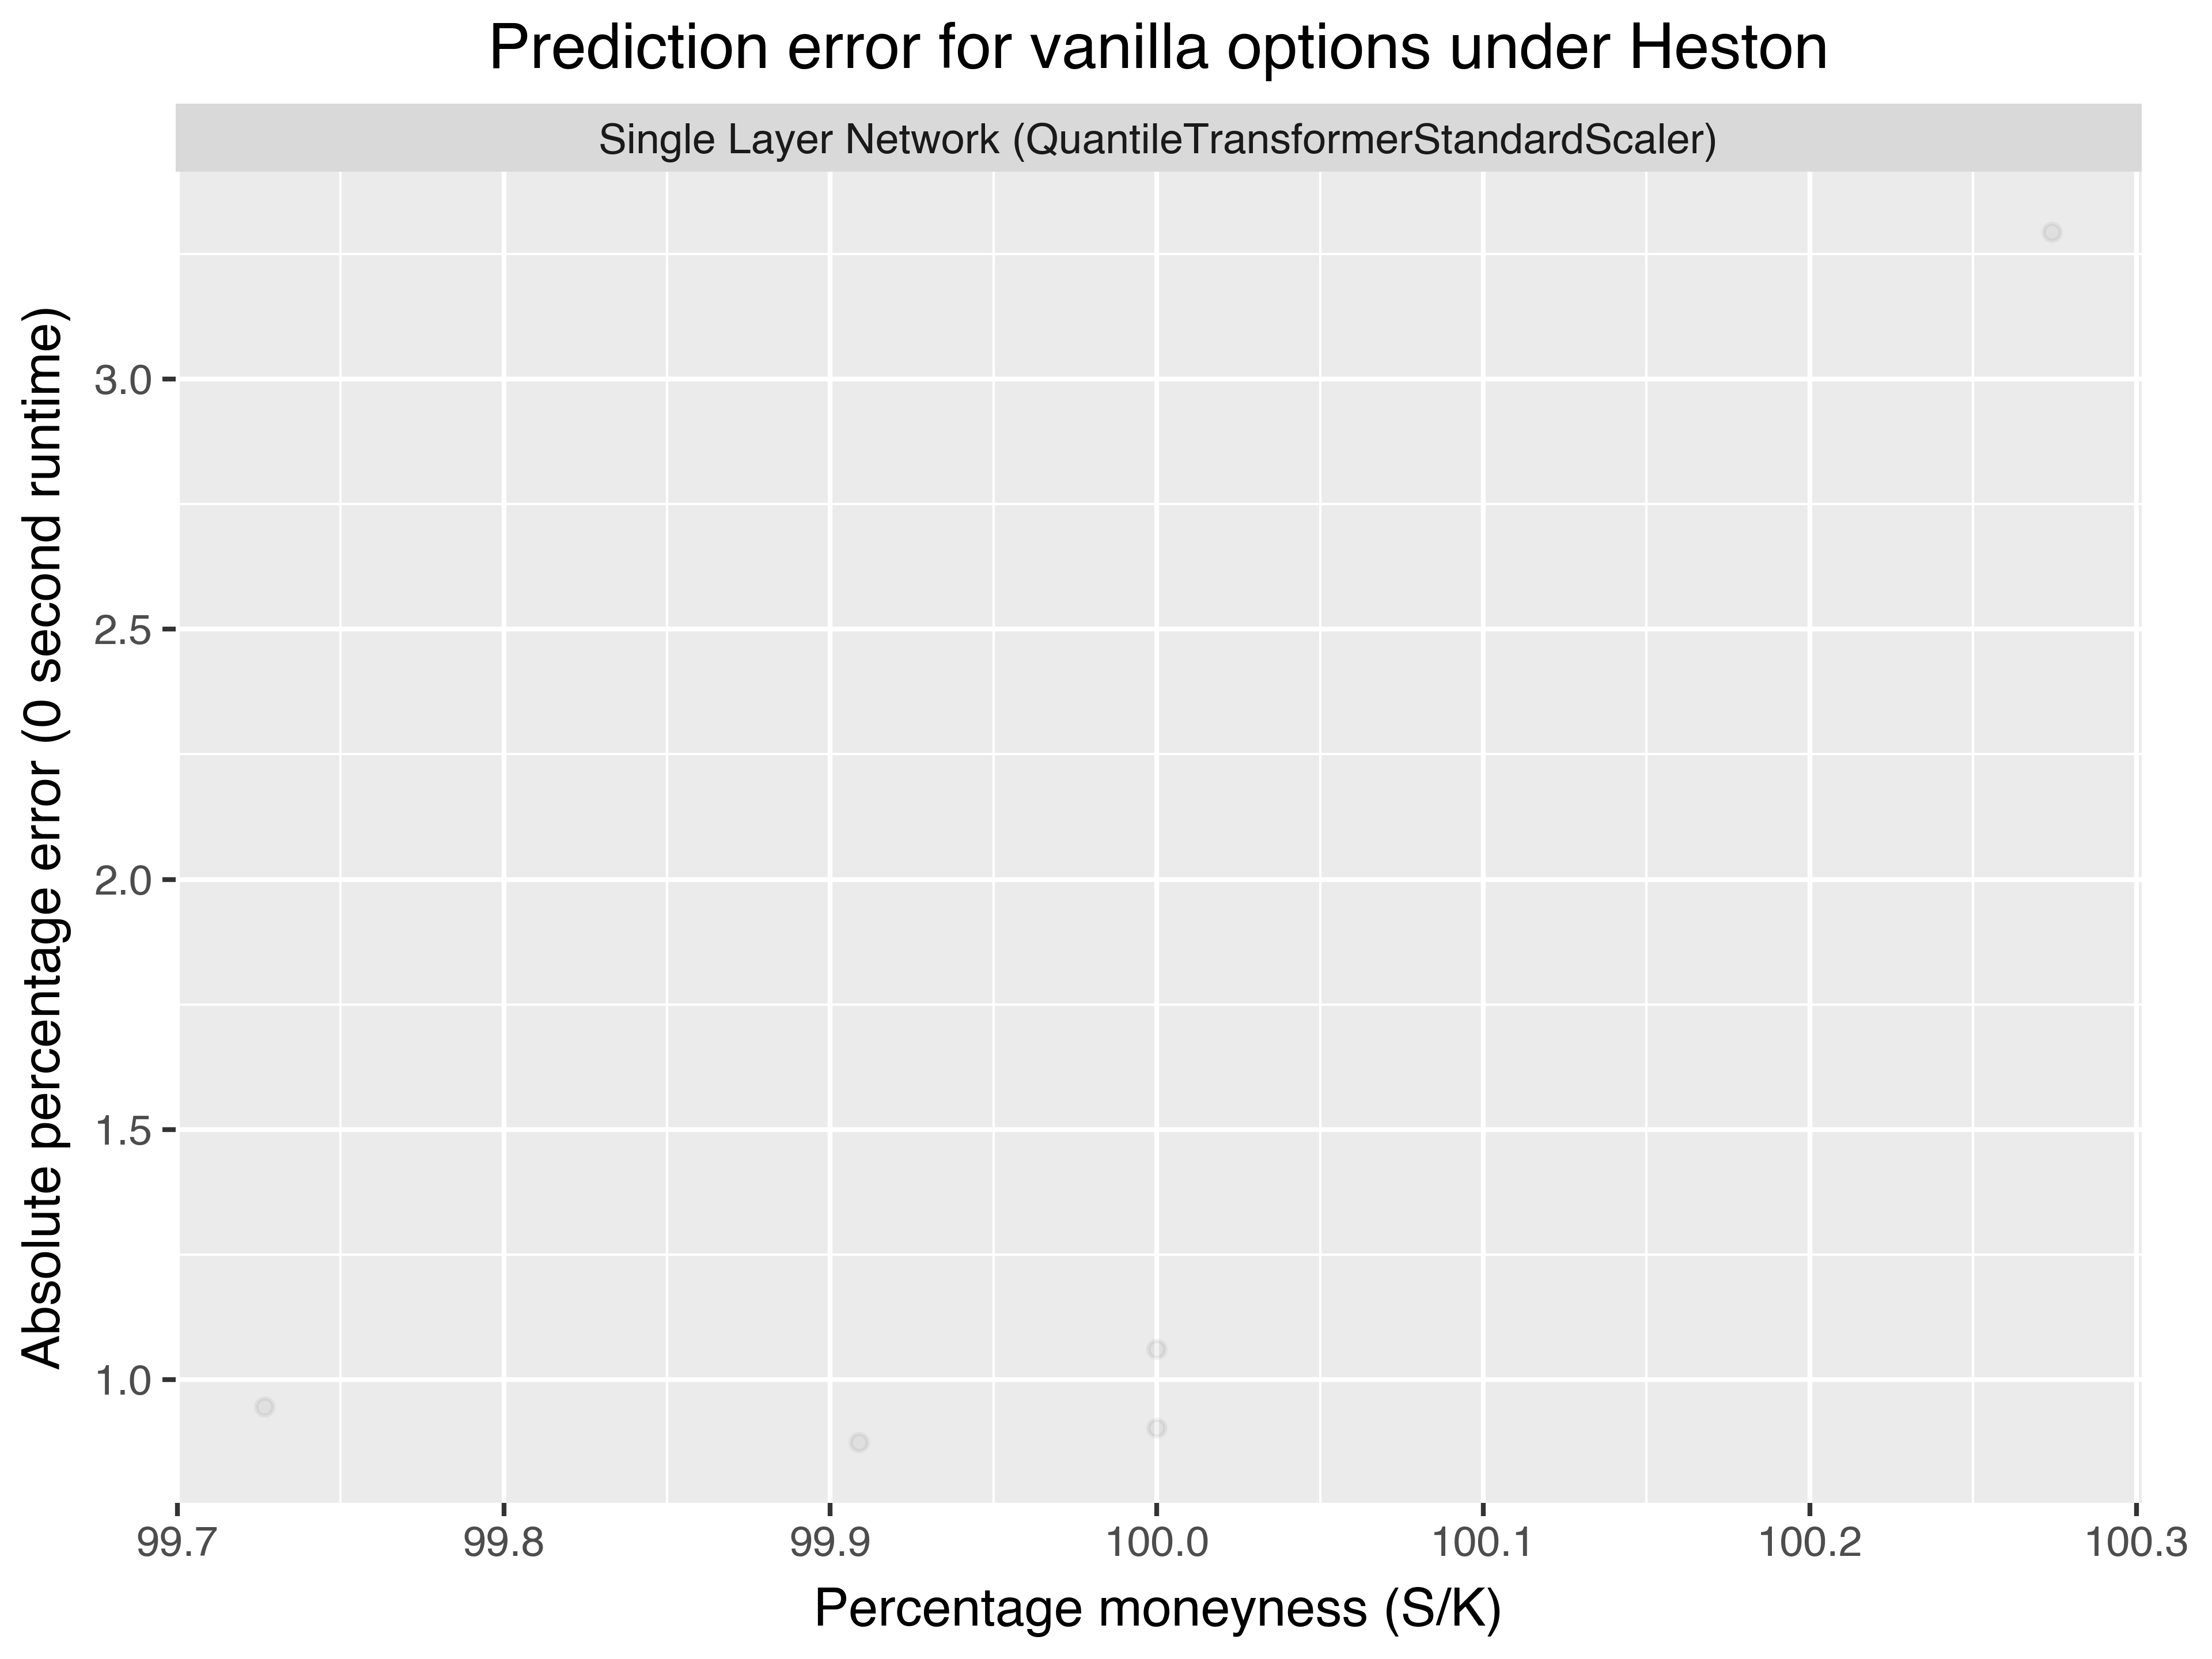 Prediction error for vanilla options under Heston
Single Layer Network (QuantileTransformerStandardScaler)
Absolute percentage error (0 second runtime)
3.0
2.5
2.0
1.5
1.0
99.7 99.8 99.9 100.0 100.1 100.2 100.3
Percentage moneyness (S/K)